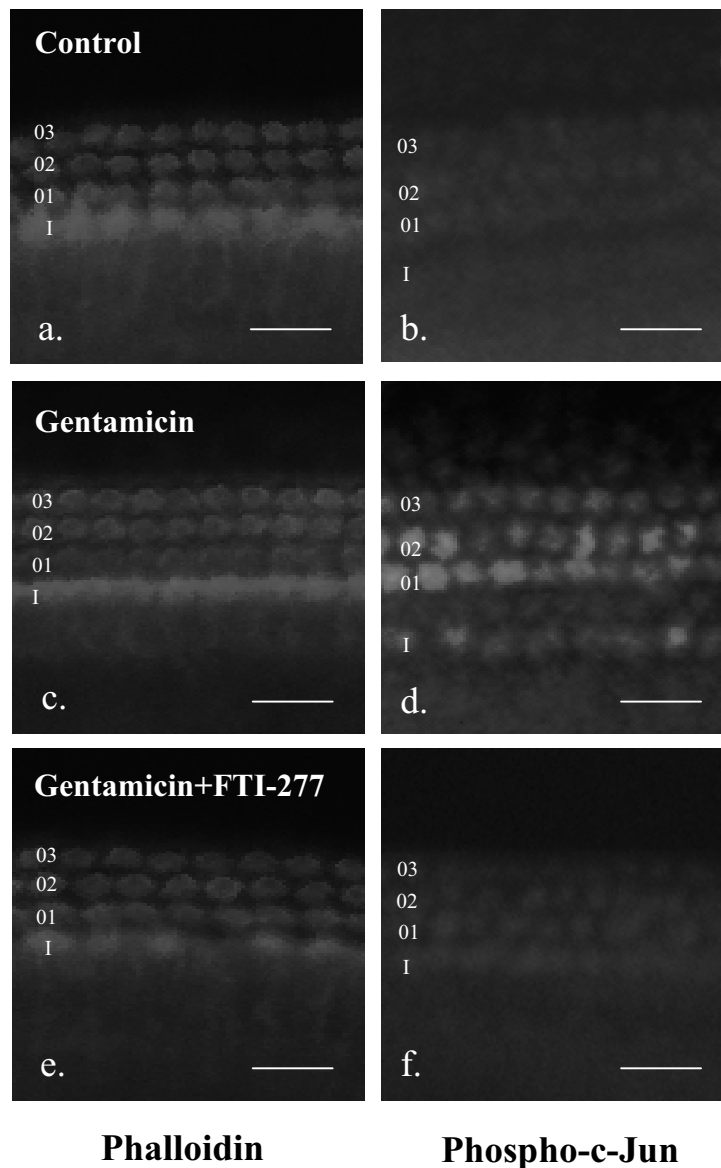 Control
03
02
01
I
a.
03
02
01
I
b.
Gentamicin
03
02
01
I
c.
03
02
01
I
d.
Gentamicin+FTI-277
03
02
01
I
e.
03
02
01
I
f.
Phalloidin
Phospho-c-Jun